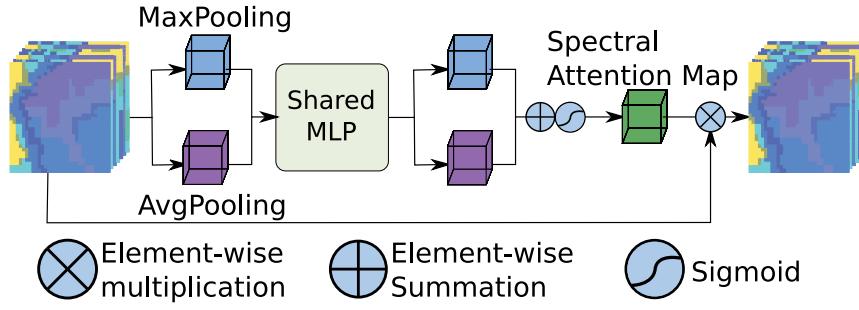 MaxPooling
Spectral
Attention Map
Shared
MLP
AvgPooling
Element-wise
multiplication
Element-wise
Summation
Sigmoid